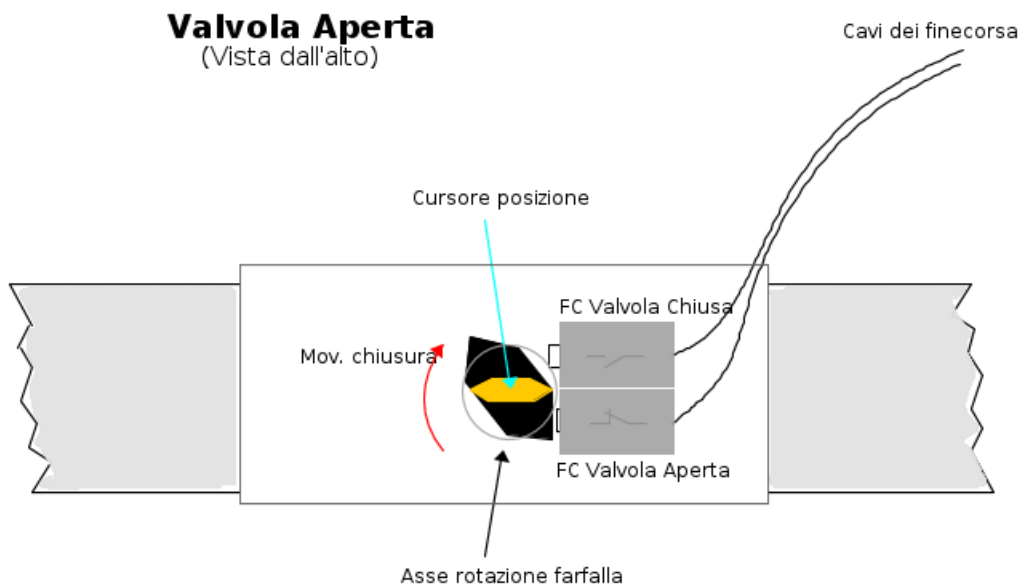 Valvola Aperta
(Vista dall'alto)
Cavi dei finecorsa
Cursore posizione
FC Valvola Chiusa
Mov. chiusura
FC Valvola Aperta
Asse rotazione farfalla